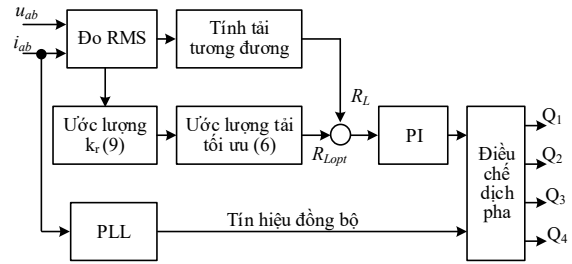 u_ab
i_ab
Đo RMS
Tính tải
tương đương
R_L
Ước lượng
k_r (9)
Ước lượng tải
tối ưu (6)
R_Lopt
PI
Điều
chế
dịch
pha
Q_1
Q_2
Q_3
Q_4
PLL
Tín hiệu đồng bộ